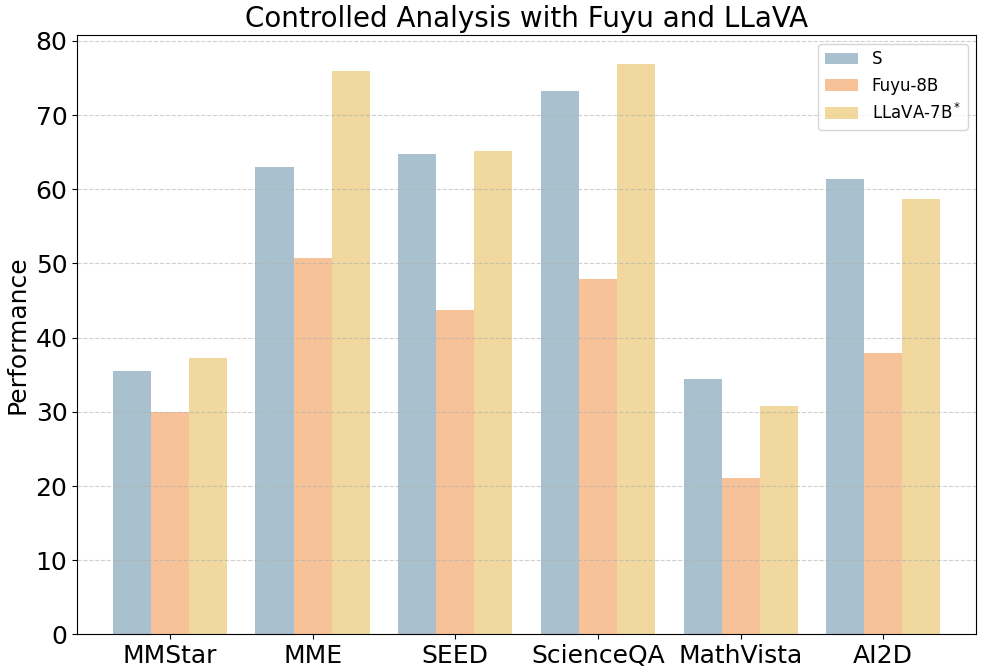 Controlled Analysis with Fuyu and LLaVA
S
Fuyu-8B
LLaVA-7B*
Performance
80
70
60
50
40
30
20
10
0
MMStar
MME
SEED
ScienceQA
MathVista
AI2D